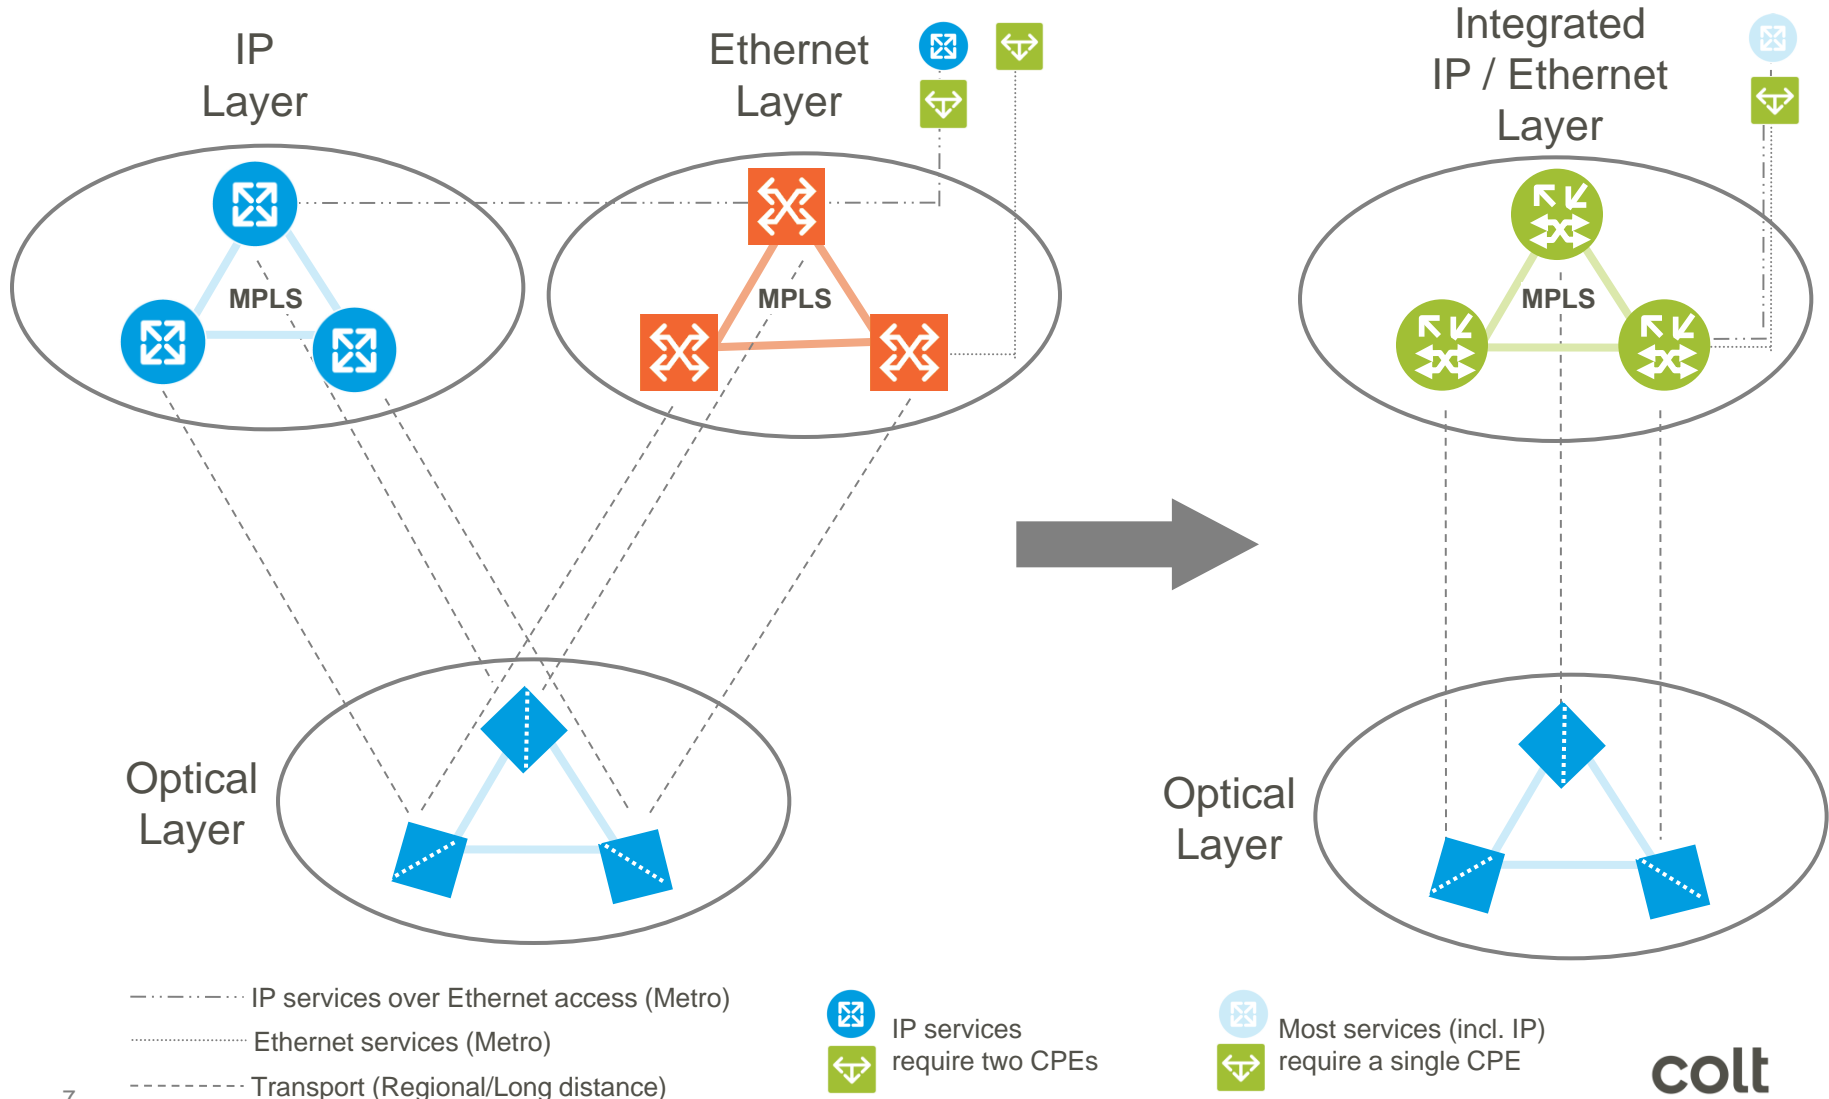 IP
Layer
Ethernet
Layer
Integrated
IP / Ethernet
Layer
MPLS
MPLS
MPLS
Optical
Layer
Optical
Layer
IP services over Ethernet access (Metro)
Ethernet services (Metro)
Transport (Regional/Long distance)
IP services
require two CPEs
Most services (incl. IP)
require a single CPE
colt
7